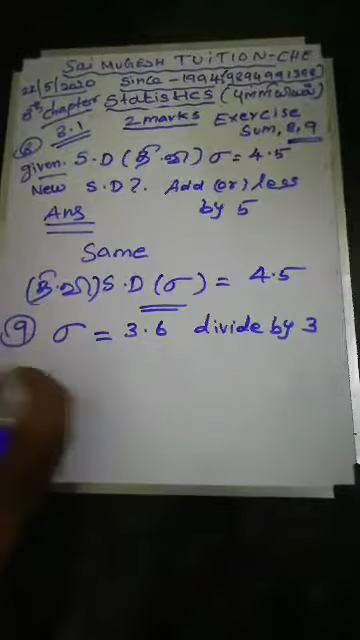 Sai MUGESH TUITION-CHE
22/5/2020 Since - 1994 (9894991398)
8th chapter Statistics (புள்ளியியல்)
8.1 2 marks Exercise
Sum, 8, 9
⑧
given. S.D (தி.வி) σ = 4.5
New S.D?. Add (or) less
by 5
Ans
Same
(தி.வி) S.D (σ) = 4.5
⑨ σ = 3.6 divide by 3